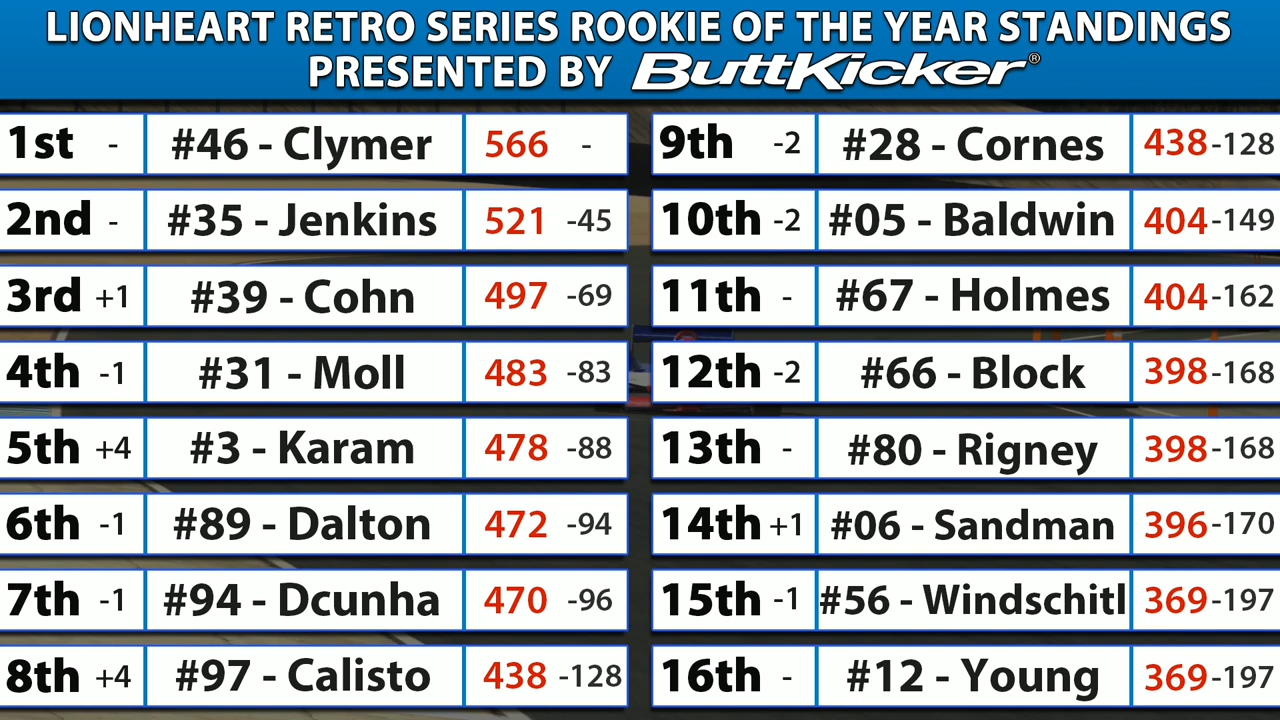 LIONHEART RETRO SERIES ROOKIE OF THE YEAR STANDINGS
PRESENTED BY ButtKicker®
1st - #46 - Clymer 566 -
2nd - #35 - Jenkins 521 -45
3rd +1 #39 - Cohn 497 -69
4th -1 #31 - Moll 483 -83
5th +4 #3 - Karam 478 -88
6th -1 #89 - Dalton 472 -94
7th -1 #94 - Dcunha 470 -96
8th +4 #97 - Calisto 438 -128
9th -2 #28 - Cornes 438 -128
10th -2 #05 - Baldwin 404 -149
11th - #67 - Holmes 404 -162
12th -2 #66 - Block 398 -168
13th - #80 - Rigney 398 -168
14th +1 #06 - Sandman 396 -170
15th -1 #56 - Windschitl 369 -197
16th - #12 - Young 369 -197